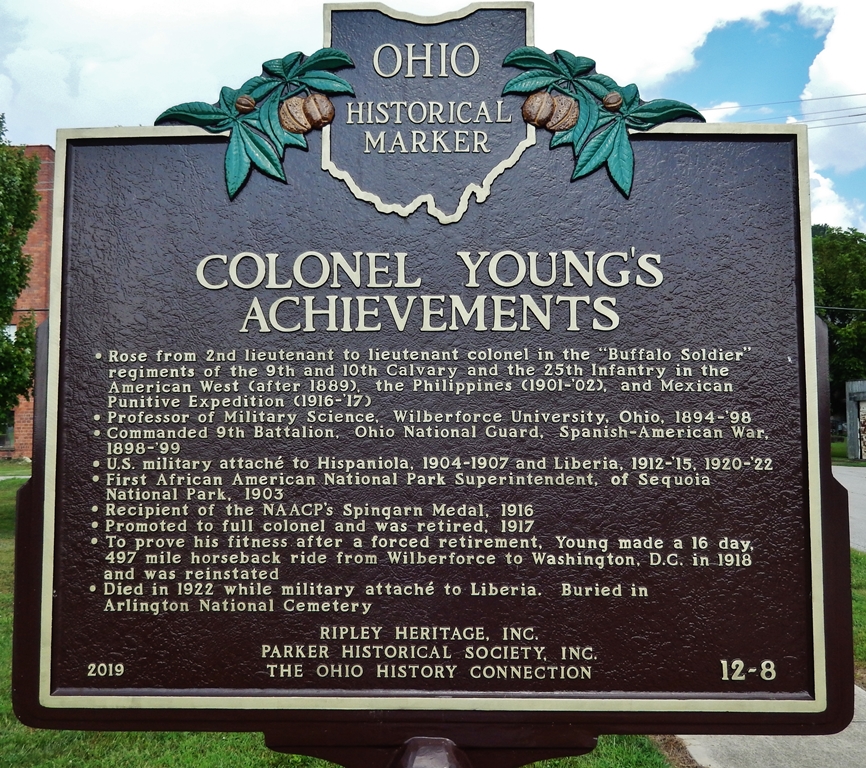 OHIO
HISTORICAL
MARKER
COLONEL YOUNG'S
ACHIEVEMENTS
• Rose from 2nd lieutenant to lieutenant colonel in the "Buffalo Soldier"
regiments of the 9th and 10th Calvary and the 25th Infantry in the
American West (after 1889), the Philippines (1901-'02), and Mexican
Punitive Expedition (1916-'17)
• Professor of Military Science, Wilberforce University, Ohio, 1894-'98
• Commanded 9th Battalion, Ohio National Guard, Spanish-American War,
1898-'99
• U.S. military attaché to Hispaniola, 1904-1907 and Liberia, 1912-'15, 1920-'22
• First African American National Park Superintendent, of Sequoia
National Park, 1903
• Recipient of the NAACP's Spingarn Medal, 1916
• Promoted to full colonel and was retired, 1917
• To prove his fitness after a forced retirement, Young made a 16 day,
497 mile horseback ride from Wilberforce to Washington, D.C. in 1918
and was reinstated
• Died in 1922 while military attaché to Liberia. Buried in
Arlington National Cemetery
RIPLEY HERITAGE, INC.
PARKER HISTORICAL SOCIETY, INC.
2019 THE OHIO HISTORY CONNECTION 12-8